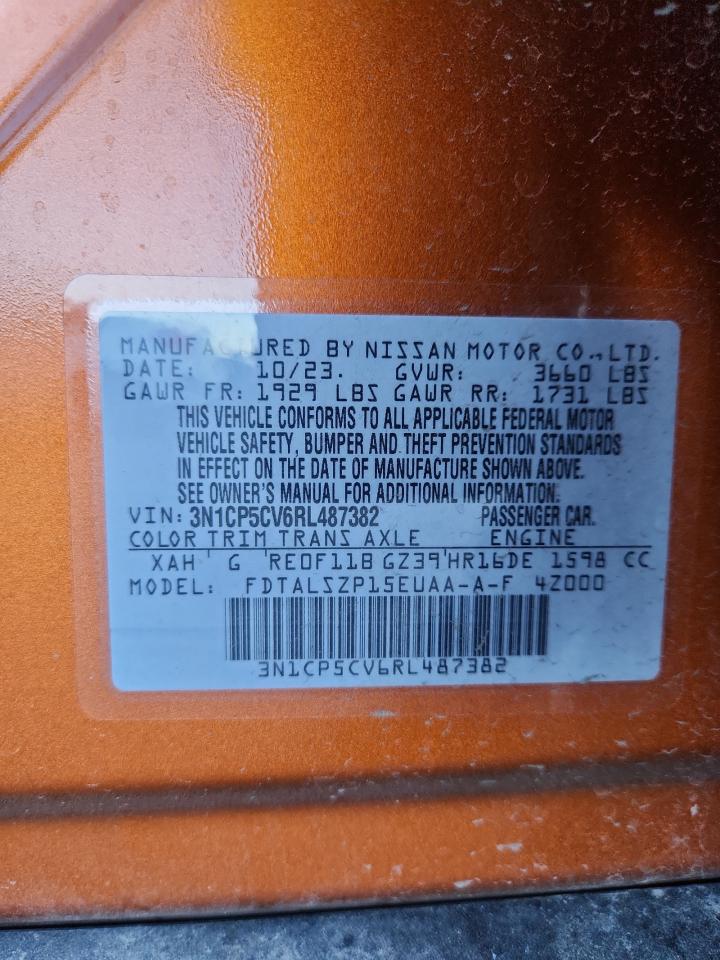 MANUFACTURED BY NISSAN MOTOR CO., LTD.
DATE: 10/23. GVWR: 3660 LBS
GAWR FR: 1929 LBS GAWR RR: 1731 LBS
THIS VEHICLE CONFORMS TO ALL APPLICABLE FEDERAL MOTOR
VEHICLE SAFETY, BUMPER AND THEFT PREVENTION STANDARDS
IN EFFECT ON THE DATE OF MANUFACTURE SHOWN ABOVE.
SEE OWNER'S MANUAL FOR ADDITIONAL INFORMATION.
VIN: 3N1CP5CV6RL487382 PASSENGER CAR.
COLOR TRIM TRANS AXLE ENGINE
XAH G RE0F11B GZ39 HR16DE 1598 CC
MODEL: FDTALSZP15EUAA-A-F 4Z000
3N1CP5CV6RL487382